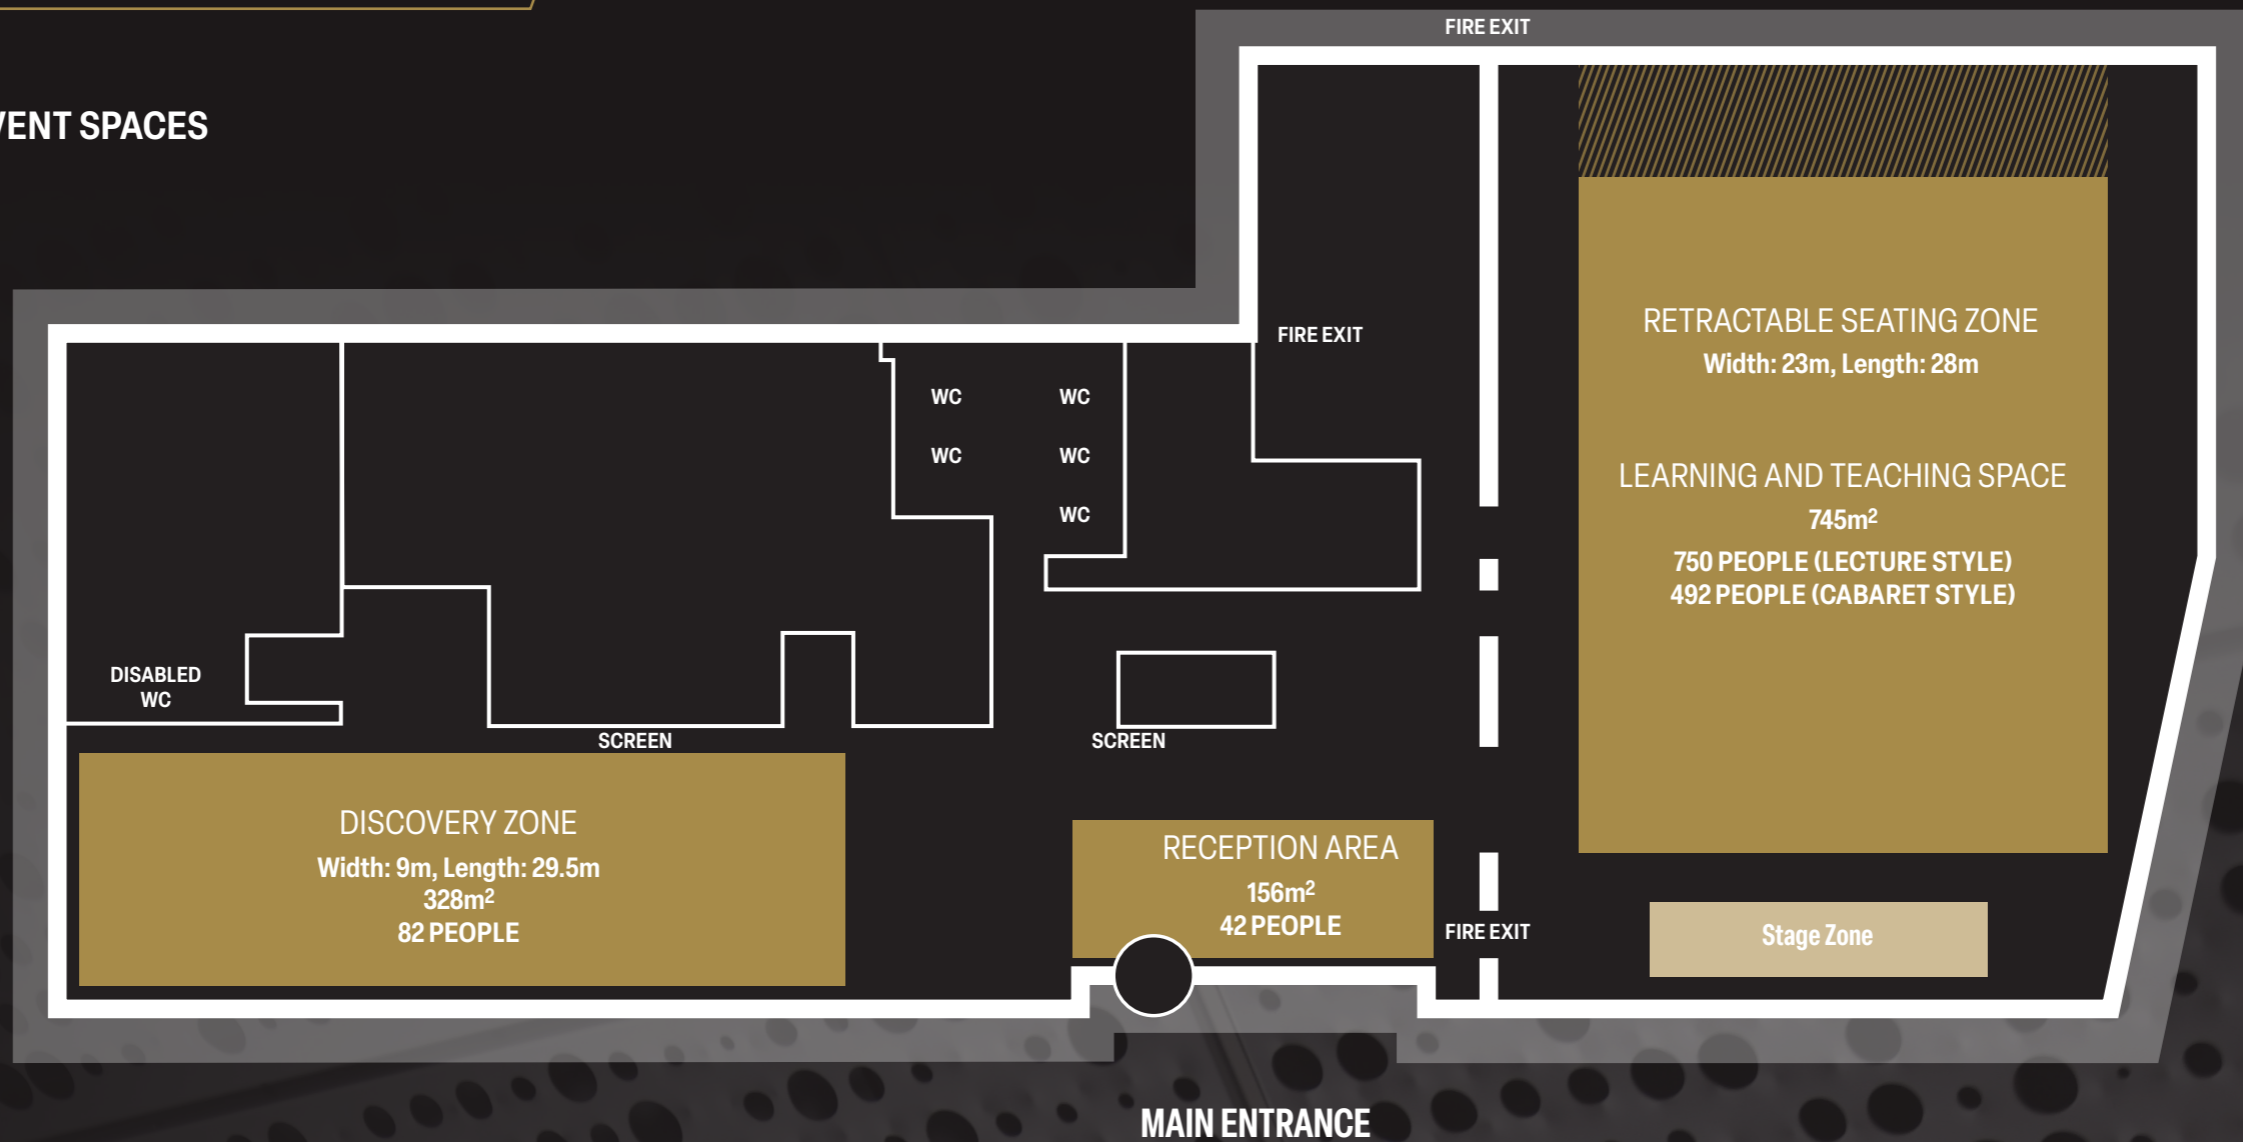 FIRE EXIT
VENT SPACES
FIRE EXIT
WC
WC
WC
WC
WC
RETRACTABLE SEATING ZONE
Width: 23m, Length: 28m
LEARNING AND TEACHING SPACE
745m²
750 PEOPLE (LECTURE STYLE)
492 PEOPLE (CABARET STYLE)
DISABLED
WC
SCREEN
SCREEN
DISCOVERY ZONE
Width: 9m, Length: 29.5m
328m²
82 PEOPLE
RECEPTION AREA
156m²
42 PEOPLE
FIRE EXIT
Stage Zone
MAIN ENTRANCE